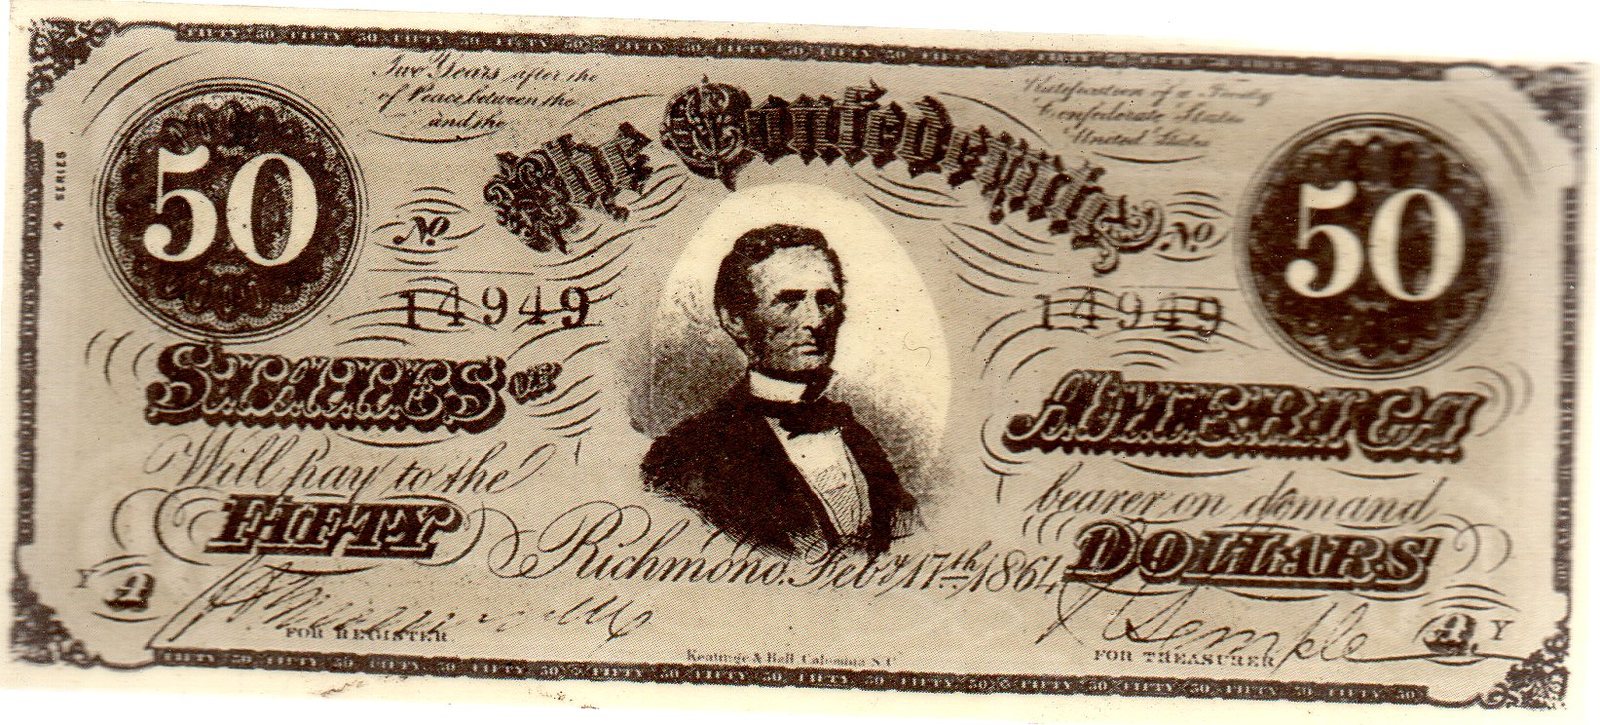 Two Years after the
of Peace between the
and the
Ratification of a Treaty
Confederate States
United States
The Confederate
50
50
No
No
14949
14949
4 SERIES
STATES OF
AMERICA
Will pay to the
bearer on demand
FIFTY
DOLLARS
Richmond. Feby 17th 1864
Y A
A Y
FOR REGISTER
FOR TREASURER
Keatinge & Ball, Columbia S C